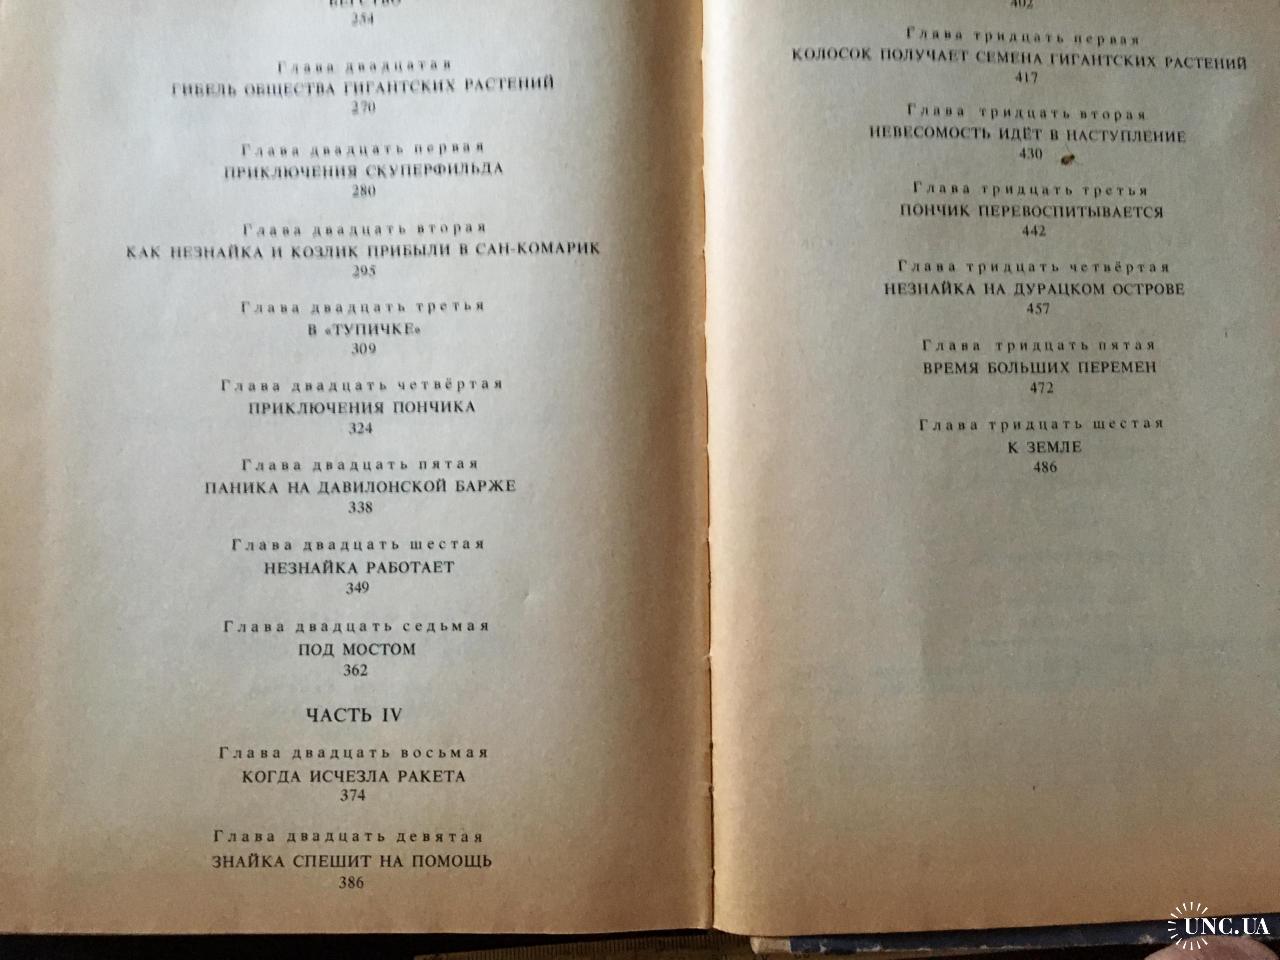 БЕГСТВО
254
Глава двадцатая
ГИБЕЛЬ ОБЩЕСТВА ГИГАНТСКИХ РАСТЕНИЙ
270
Глава двадцать первая
ПРИКЛЮЧЕНИЯ СКУПЕРФИЛЬДА
280
Глава двадцать вторая
КАК НЕЗНАЙКА И КОЗЛИК ПРИБЫЛИ В САН-КОМАРИК
295
Глава двадцать третья
В «ТУПИЧКЕ»
309
Глава двадцать четвёртая
ПРИКЛЮЧЕНИЯ ПОНЧИКА
324
Глава двадцать пятая
ПАНИКА НА ДАВИЛОНСКОЙ БАРЖЕ
338
Глава двадцать шестая
НЕЗНАЙКА РАБОТАЕТ
349
Глава двадцать седьмая
ПОД МОСТОМ
362
ЧАСТЬ IV
Глава двадцать восьмая
КОГДА ИСЧЕЗЛА РАКЕТА
374
Глава двадцать девятая
ЗНАЙКА СПЕШИТ НА ПОМОЩЬ
386
402
Глава тридцать первая
КОЛОСОК ПОЛУЧАЕТ СЕМЕНА ГИГАНТСКИХ РАСТЕНИЙ
417
Глава тридцать вторая
НЕВЕСОМОСТЬ ИДЁТ В НАСТУПЛЕНИЕ
430
Глава тридцать третья
ПОНЧИК ПЕРЕВОСПИТЫВАЕТСЯ
442
Глава тридцать четвёртая
НЕЗНАЙКА НА ДУРАЦКОМ ОСТРОВЕ
457
Глава тридцать пятая
ВРЕМЯ БОЛЬШИХ ПЕРЕМЕН
472
Глава тридцать шестая
К ЗЕМЛЕ
486
UNC.UA